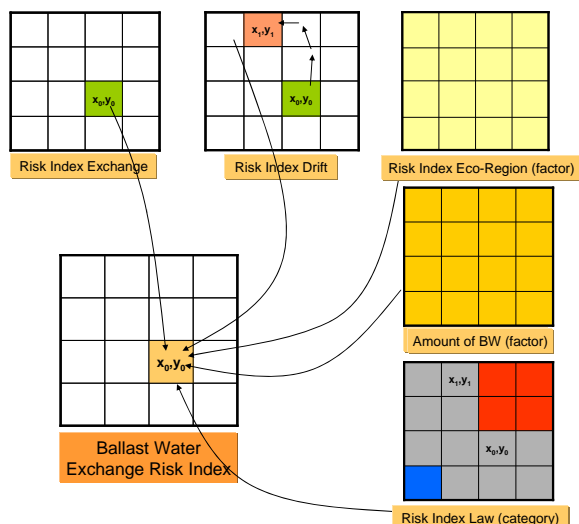 x₁,y₁
x₀,y₀
x₀,y₀
Risk Index Exchange
Risk Index Drift
Risk Index Eco-Region (factor)
x₀,y₀
Amount of BW (factor)
x₁,y₁
x₀,y₀
Ballast Water
Exchange Risk Index
Risk Index Law (category)